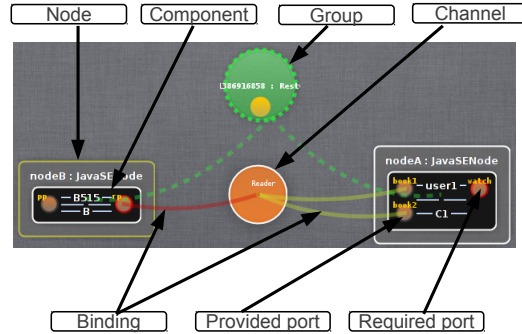 Node
Component
Group
Channel
1386916858 : Rest
nodeB : JavaSENode
PP
B515
B
Reader
nodeA : JavaSENode
book1
user1
watch
book2
C1
Binding
Provided port
Required port